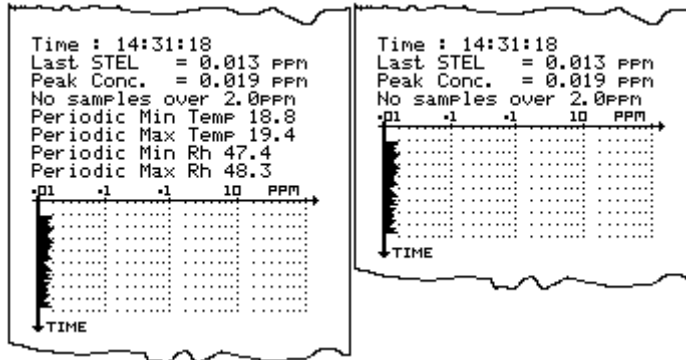 Time : 14:31:18
Last STEL = 0.013 PPM
Peak Conc. = 0.019 PPM
No samples over 2.0PPM
Periodic Min Temp 18.8
Periodic Max Temp 19.4
Periodic Min Rh 47.4
Periodic Max Rh 48.3
.01 .1 .1 10 PPM
TIME
Time : 14:31:18
Last STEL = 0.013 PPM
Peak Conc. = 0.019 PPM
No samples over 2.0PPM
.01 .1 .1 10 PPM
TIME